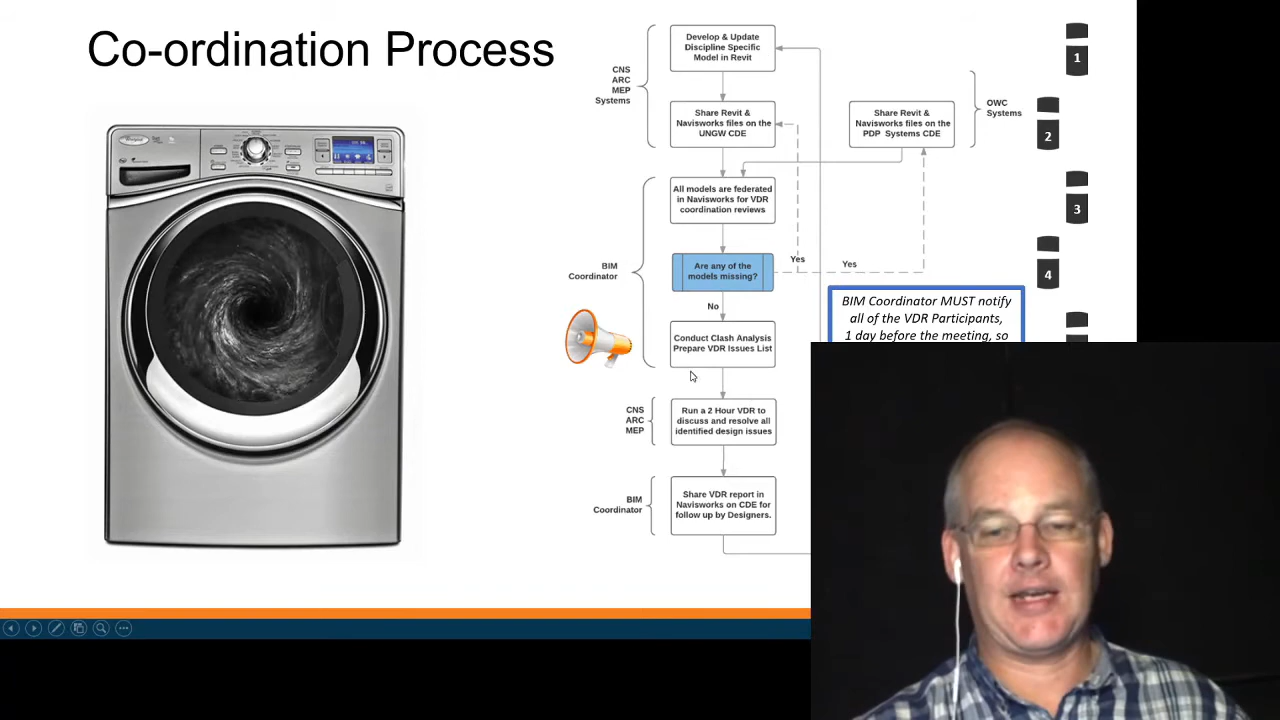 Co-ordination Process
Develop & Update
Discipline Specific
Model in Revit
1
CNS
ARC
MEP
Systems
Share Revit &
Navisworks files on the
UNGW CDE
Share Revit &
Navisworks files on the
PDP Systems CDE
OWC
Systems
2
All models are federated
in Navisworks for VDR
coordination reviews
3
BIM
Coordinator
Are any of the
models missing?
Yes
Yes
4
No
BIM Coordinator MUST notify
all of the VDR Participants,
1 day before the meeting, so
Conduct Clash Analysis
Prepare VDR Issues List
CNS
ARC
MEP
Run a 2 Hour VDR to
discuss and resolve all
identified design issues
BIM
Coordinator
Share VDR report in
Navisworks on CDE for
follow up by Designers.